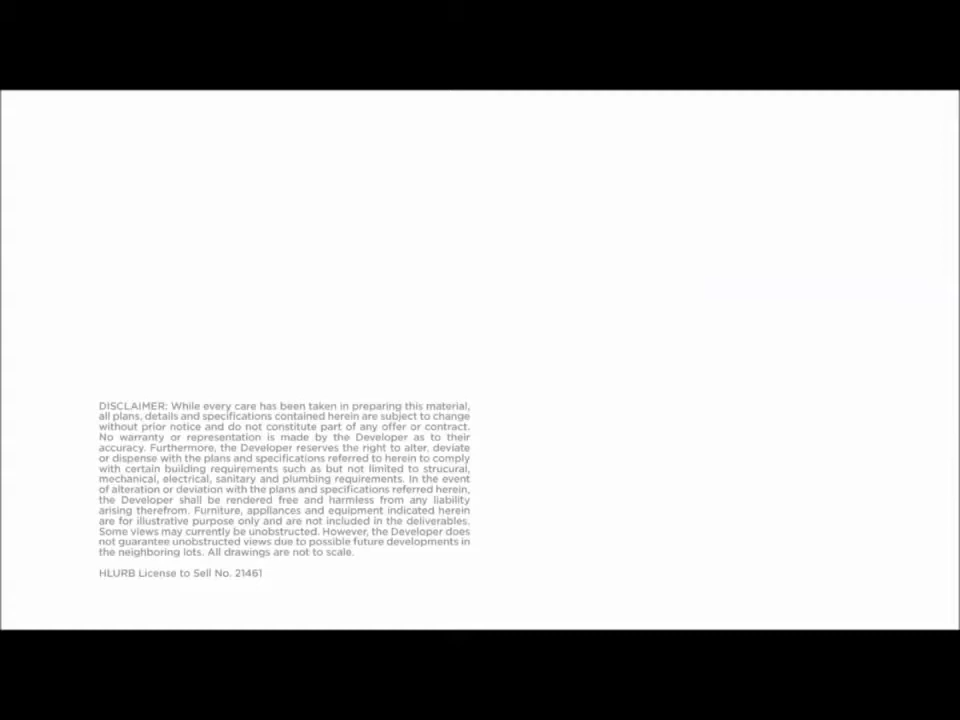 DISCLAIMER: While every care has been taken in preparing this material,
all plans, details and specifications contained herein are subject to change
without prior notice and do not constitute part of any offer or contract.
No warranty or representation is made by the Developer as to their
accuracy. Furthermore, the Developer reserves the right to alter, deviate
or dispense with the plans and specifications referred to herein to comply
with certain building requirements such as but not limited to strucural,
mechanical, electrical, sanitary and plumbing requirements. In the event
of alteration or deviation with the plans and specifications referred herein,
the Developer shall be rendered free and harmless from any liability
arising therefrom. Furniture, appliances and equipment indicated herein
are for illustrative purpose only and are not included in the deliverables.
Some views may currently be unobstructed. However, the Developer does
not guarantee unobstructed views due to possible future developments in
the neighboring lots. All drawings are not to scale.
HLURB License to Sell No. 21461